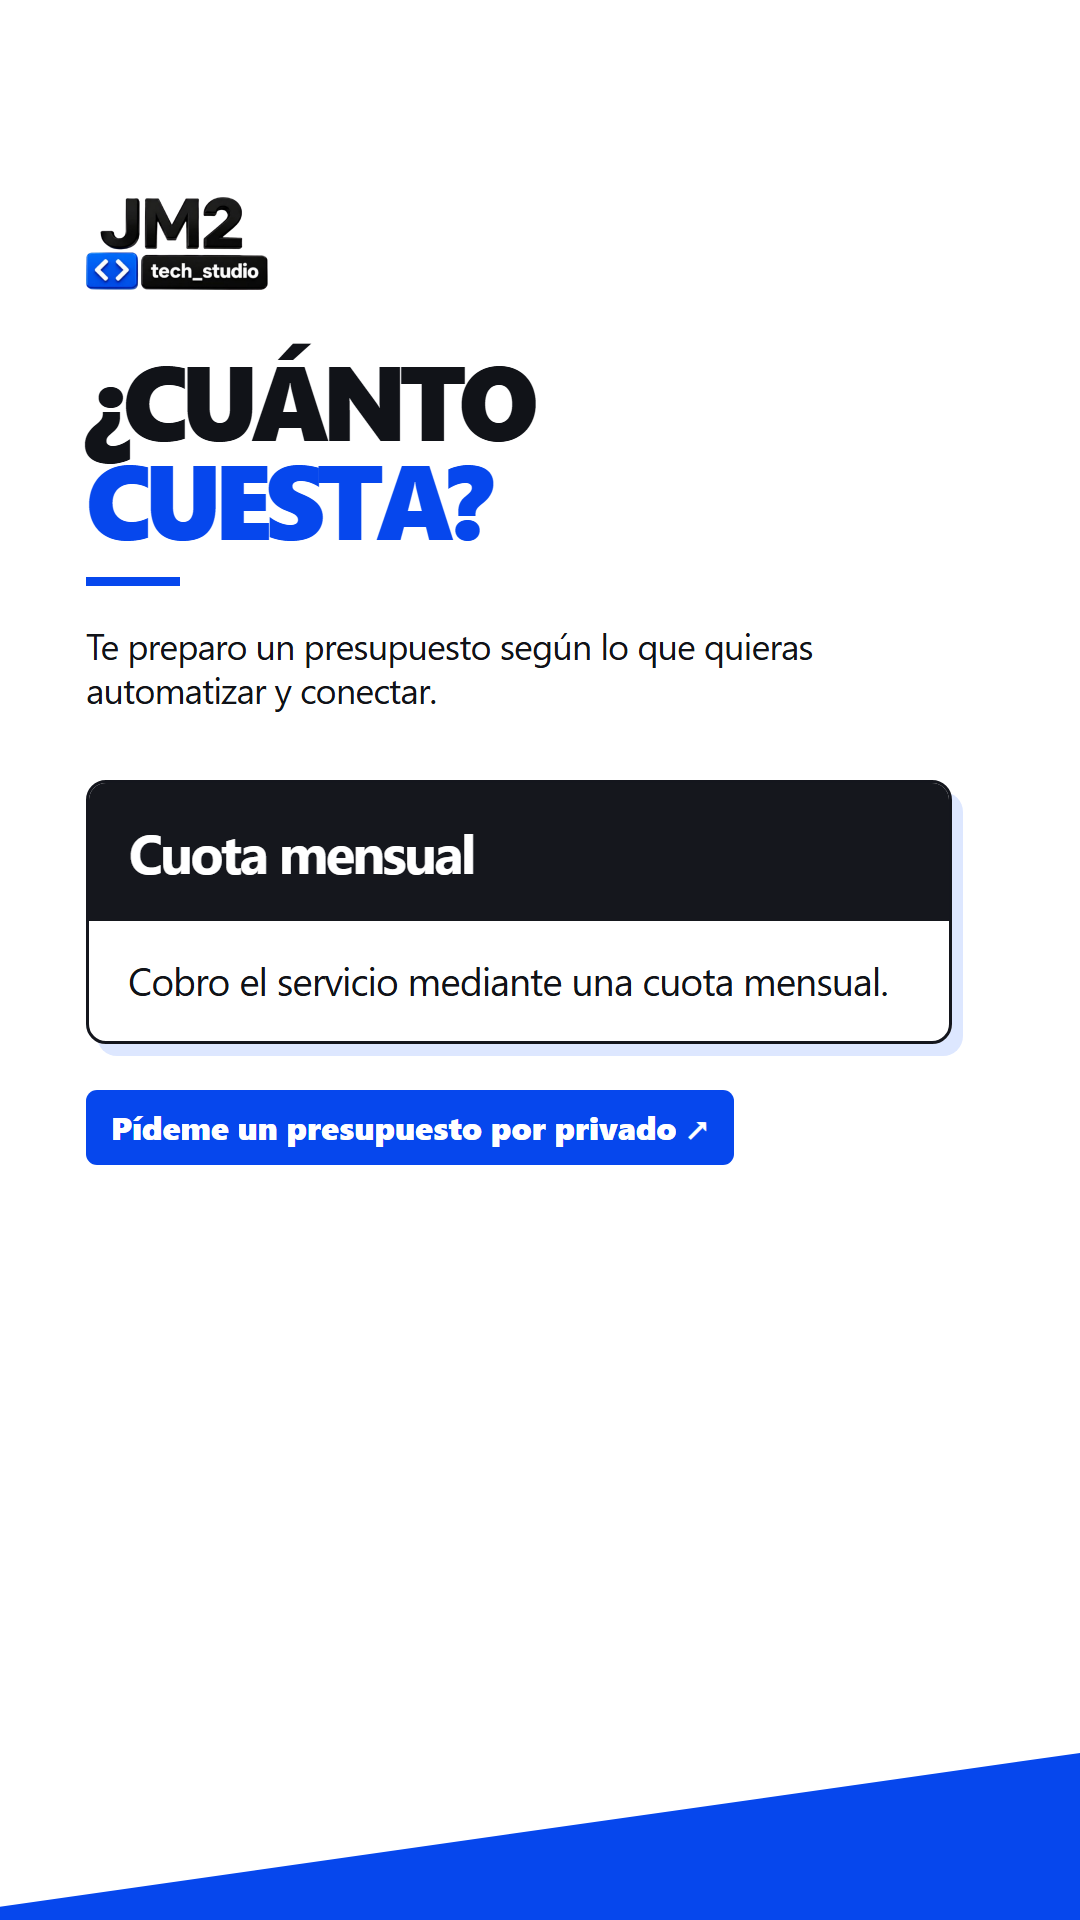 JM2
<> tech_studio
¿CUÁNTO
CUESTA?
Te preparo un presupuesto según lo que quieras
automatizar y conectar.
Cuota mensual
Cobro el servicio mediante una cuota mensual.
Pídeme un presupuesto por privado ↗